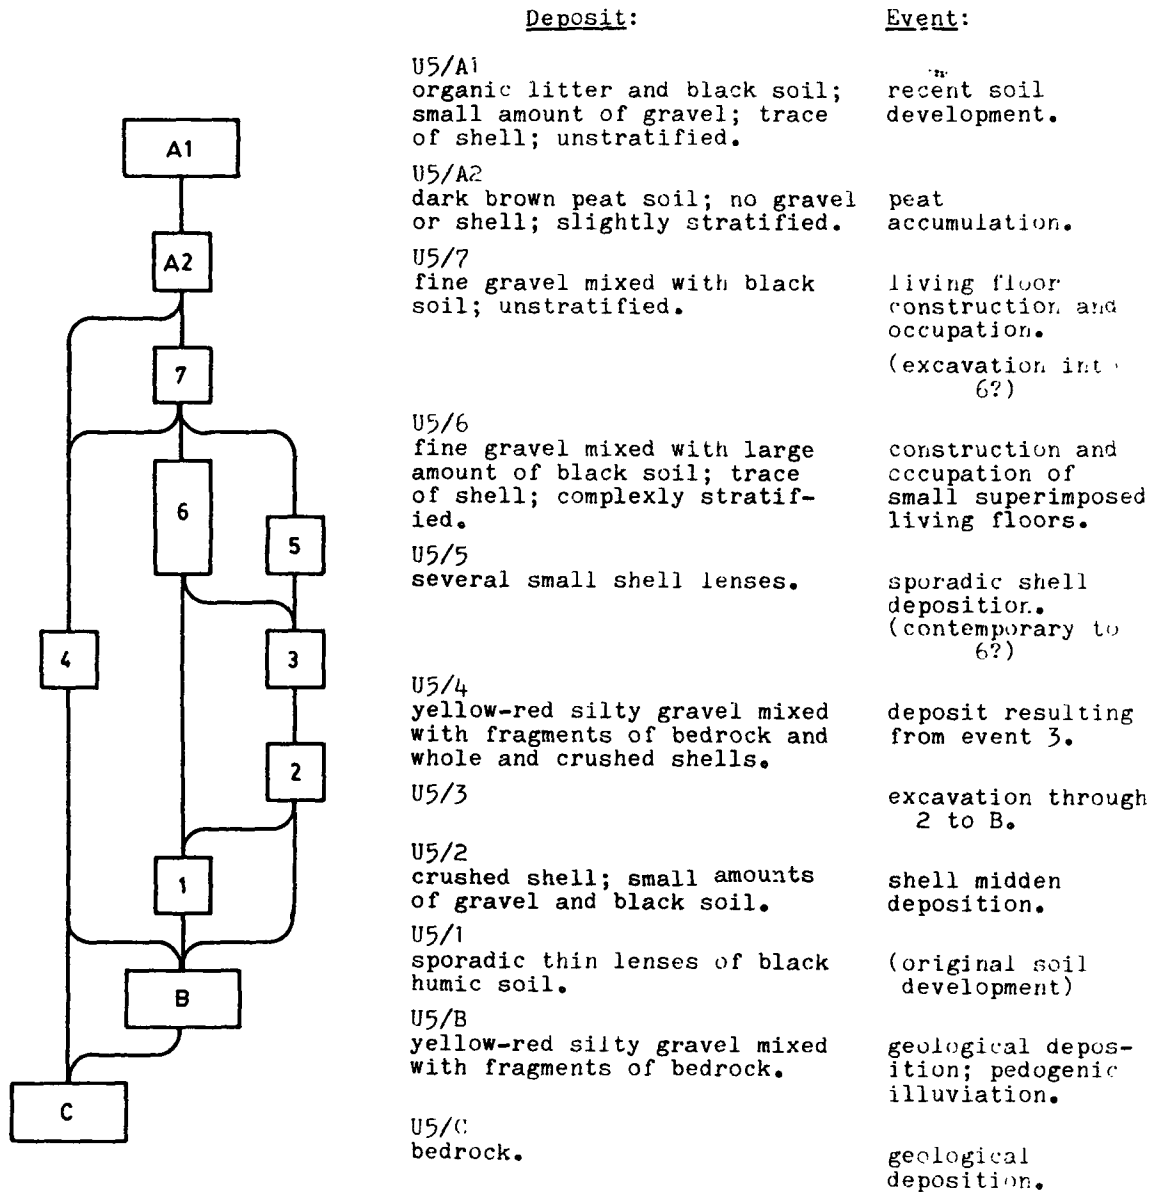 Deposit:
Event:
A1
A2
7
6
5
4
3
2
1
B
C
U5/A1
organic litter and black soil;
small amount of gravel; trace
of shell; unstratified.
recent soil
development.
U5/A2
dark brown peat soil; no gravel
or shell; slightly stratified.
peat
accumulation.
U5/7
fine gravel mixed with black
soil; unstratified.
living floor
construction and
occupation.
(excavation
6?)
U5/6
fine gravel mixed with large
amount of black soil; trace
of shell; complexly stratif-
ied.
construction and
cccupation of
small superimposed
living floors.
U5/5
several small shell lenses.
sporadic shell
deposition.
(contemporary to
6?)
U5/4
yellow-red silty gravel mixed
with fragments of bedrock and
whole and crushed shells.
deposit resulting
from event 3.
U5/3
excavation through
2 to B.
U5/2
crushed shell; small amounts
of gravel and black soil.
shell midden
deposition.
U5/1
sporadic thin lenses of black
humic soil.
(original soil
development)
U5/B
yellow-red silty gravel mixed
with fragments of bedrock.
geological depos-
ition; pedogenic
illuviation.
U5/C
bedrock.
geological
deposition.